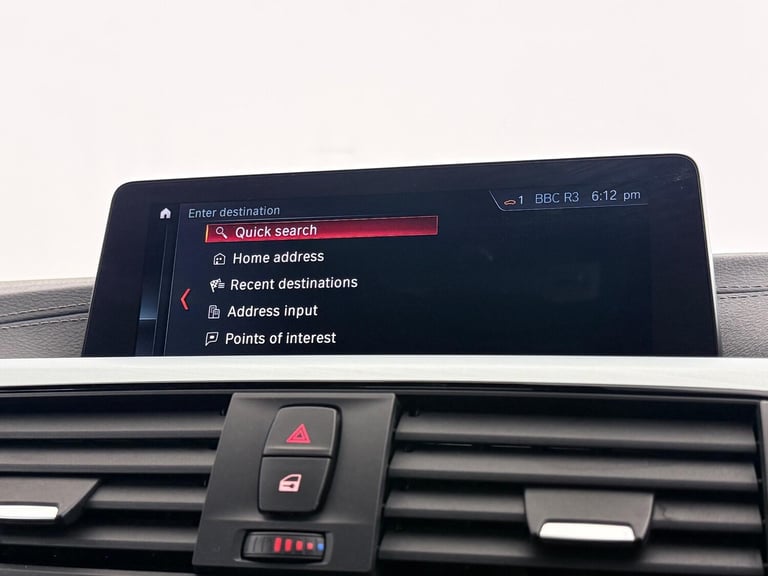 Enter destination
1 BBC R3 6:12 pm
Quick search
Home address
Recent destinations
Address input
Points of interest